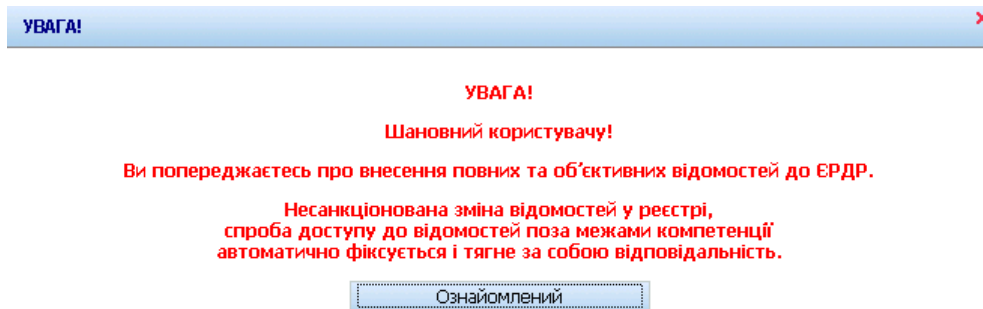 УВАГА!
УВАГА!
Шановний користувачу!
Ви попереджаєтесь про внесення повних та об'єктивних відомостей до ЄРДР.
Несанкціонована зміна відомостей у реєстрі,
спроба доступу до відомостей поза межами компетенції
автоматично фіксується і тягне за собою відповідальність.
Ознайомлений